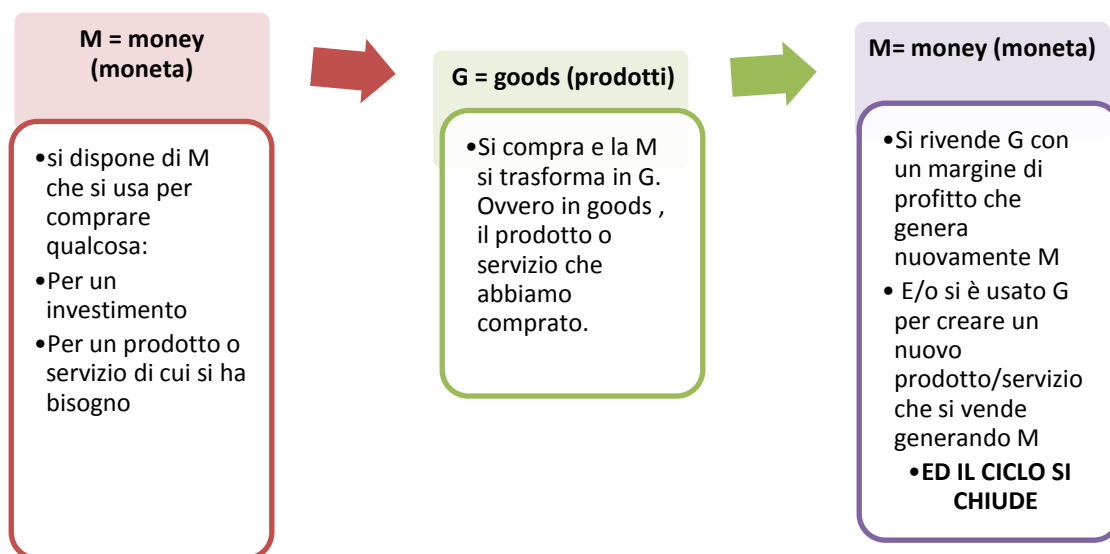 M = money
(moneta)
•si dispone di M
che si usa per
comprare
qualcosa:
•Per un
investimento
•Per un prodotto o
servizio di cui si ha
bisogno
G = goods (prodotti)
•Si compra e la M
si trasforma in G.
Ovvero in goods ,
il prodotto o
servizio che
abbiamo
comprato.
M= money (moneta)
•Si rivende G con
un margine di
profitto che
genera
nuovamente M
• E/o si è usato G
per creare un
nuovo
prodotto/servizio
che si vende
generando M
•ED IL CICLO SI
CHIUDE